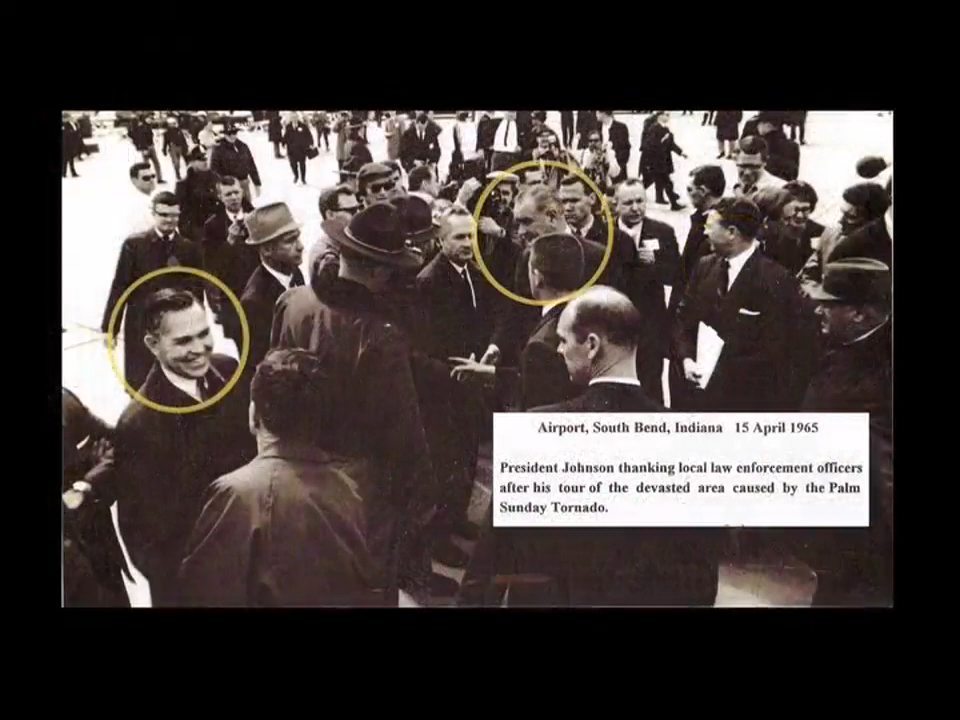 Airport, South Bend, Indiana 15 April 1965
President Johnson thanking local law enforcement officers
after his tour of the devasted area caused by the Palm
Sunday Tornado.